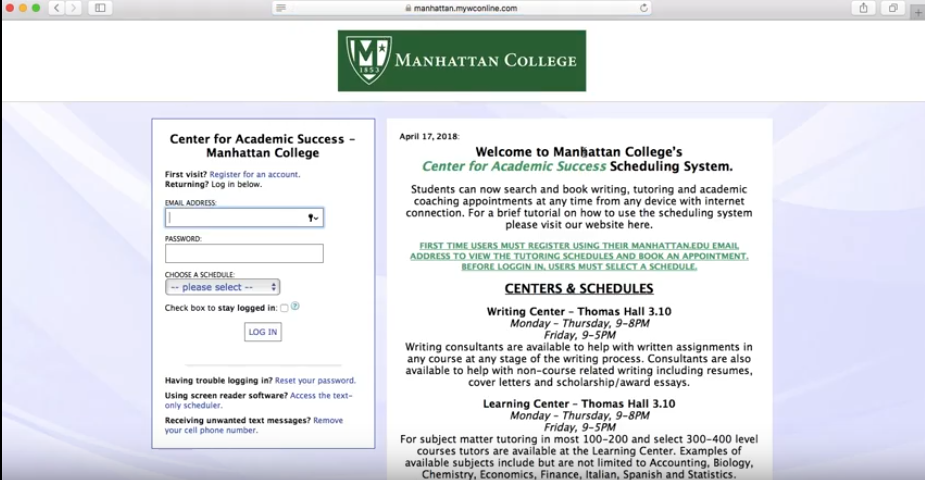 manhattan.mywconline.com
M
1853
MANHATTAN COLLEGE
Center for Academic Success –
Manhattan College
First visit? Register for an account.
Returning? Log in below.
EMAIL ADDRESS:
PASSWORD:
CHOOSE A SCHEDULE:
-- please select --
Check box to stay logged in:
LOG IN
Having trouble logging in? Reset your password.
Using screen reader software? Access the text-
only scheduler.
Receiving unwanted text messages? Remove
your cell phone number.
April 17, 2018:
Welcome to Manhattan College's
Center for Academic Success Scheduling System.
Students can now search and book writing, tutoring and academic
coaching appointments at any time from any device with internet
connection. For a brief tutorial on how to use the scheduling system
please visit our website here.
FIRST TIME USERS MUST REGISTER USING THEIR MANHATTAN.EDU EMAIL
ADDRESS TO VIEW THE TUTORING SCHEDULES AND BOOK AN APPOINTMENT.
BEFORE LOGGIN IN, USERS MUST SELECT A SCHEDULE.
CENTERS & SCHEDULES
Writing Center – Thomas Hall 3.10
Monday – Thursday, 9–8PM
Friday, 9–5PM
Writing consultants are available to help with written assignments in
any course at any stage of the writing process. Consultants are also
available to help with non-course related writing including resumes,
cover letters and scholarship/award essays.
Learning Center – Thomas Hall 3.10
Monday – Thursday, 9–8PM
Friday, 9–5PM
For subject matter tutoring in most 100-200 and select 300-400 level
courses tutors are available at the Learning Center. Examples of
available subjects include but are not limited to Accounting, Biology,
Chemistry, Economics, Finance, Italian, Spanish and Statistics.